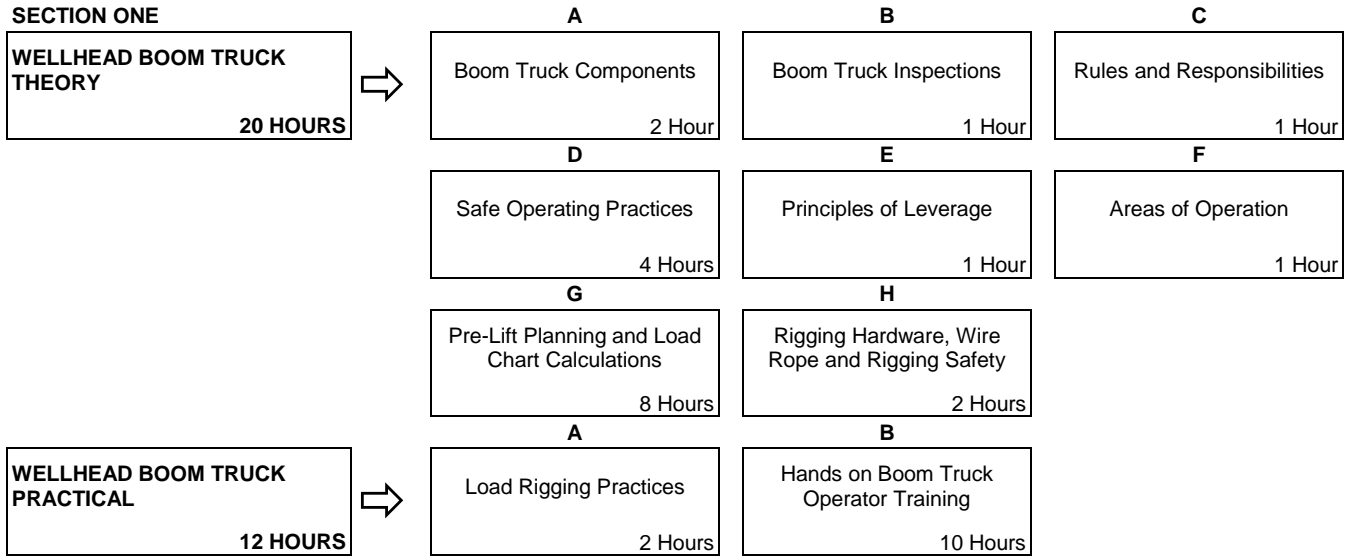 SECTION ONE
WELLHEAD BOOM TRUCK
THEORY
20 HOURS
A
Boom Truck Components
2 Hour
B
Boom Truck Inspections
1 Hour
C
Rules and Responsibilities
1 Hour
D
Safe Operating Practices
4 Hours
E
Principles of Leverage
1 Hour
F
Areas of Operation
1 Hour
G
Pre-Lift Planning and Load
Chart Calculations
8 Hours
H
Rigging Hardware, Wire
Rope and Rigging Safety
2 Hours
WELLHEAD BOOM TRUCK
PRACTICAL
12 HOURS
A
Load Rigging Practices
2 Hours
B
Hands on Boom Truck
Operator Training
10 Hours